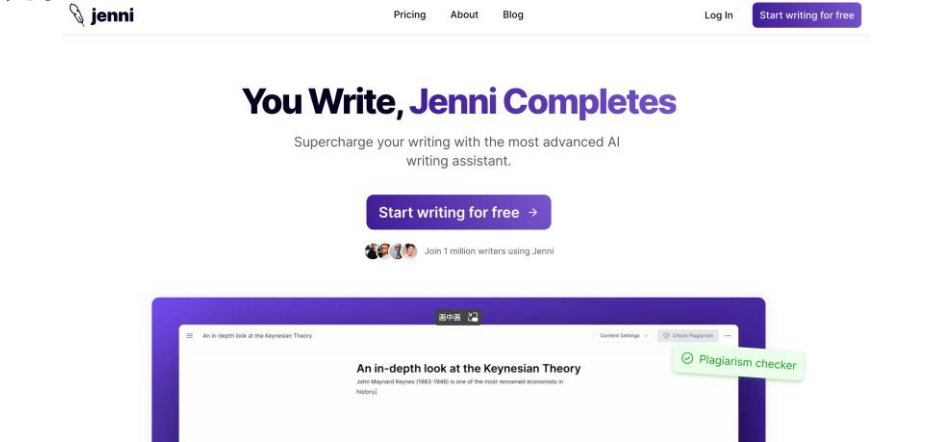 jenni
Pricing About Blog
Log In Start writing for free
You Write, Jenni Completes
Supercharge your writing with the most advanced AI
writing assistant.
Start writing for free →
Join 1 million writers using Jenni
画中画
An in-depth look at the Keynesian Theory
Content Settings
Check Plagiarism
Plagiarism checker
An in-depth look at the Keynesian Theory
John Maynard Keynes (1883-1946) is one of the most renowned economists in
history